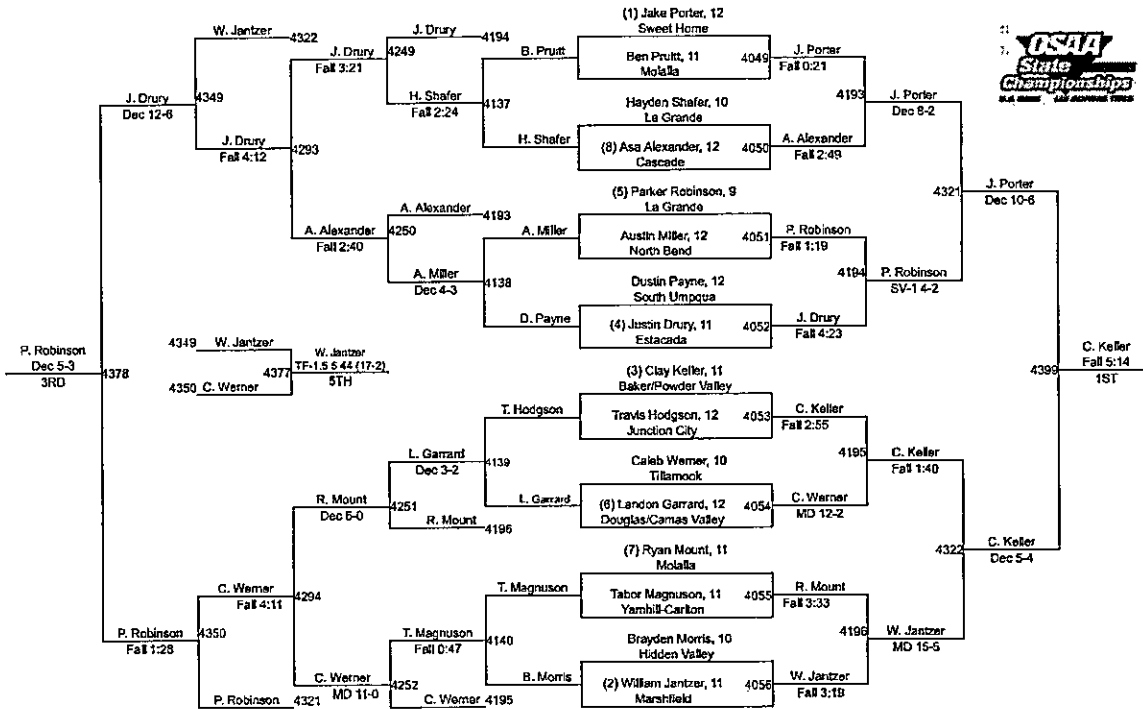 OSAA
State
Championships
(1) Jake Porter, 12
Sweet Home
Ben Pruitt, 11
Molalla
4049
Hayden Shafer, 10
La Grande
(8) Asa Alexander, 12
Cascade
4050
(5) Parker Robinson, 9
La Grande
Austin Miller, 12
North Bend
4051
Dustin Payne, 12
South Umpqua
(4) Justin Drury, 11
Estacada
4052
(3) Clay Keller, 11
Baker/Powder Valley
Travis Hodgson, 12
Junction City
4053
Caleb Werner, 10
Tillamook
(6) Landon Garrard, 12
Douglas/Camas Valley
4054
(7) Ryan Mount, 11
Molalla
Tabor Magnuson, 11
Yamhill-Carlton
4055
Brayden Morris, 10
Hidden Valley
(2) William Jantzer, 11
Marshfield
4056
J. Porter
Fall 0:21
4193
A. Alexander
Fall 2:49
P. Robinson
Fall 1:19
4194
J. Drury
Fall 4:23
C. Keller
Fall 2:55
4195
C. Werner
MD 12-2
R. Mount
Fall 3:33
4196
W. Jantzer
Fall 3:18
J. Porter
Dec 8-2
4321
P. Robinson
SV-1 4-2
C. Keller
Fall 1:40
4322
W. Jantzer
MD 15-5
J. Porter
Dec 10-6
4399
C. Keller
Dec 5-4
C. Keller
Fall 5:14
1ST
B. Pruitt
4137
H. Shafer
A. Miller
4138
D. Payne
T. Hodgson
4139
L. Garrard
T. Magnuson
4140
B. Morris
J. Drury
4194
4249
H. Shafer
Fall 2:24
A. Alexander
4193
4250
A. Miller
Dec 4-3
L. Garrard
Dec 3-2
4251
R. Mount
4196
T. Magnuson
Fall 0:47
4252
C. Werner
4195
J. Drury
Fall 3:21
4293
A. Alexander
Fall 2:40
R. Mount
Dec 6-0
4294
C. Werner
MD 11-0
W. Jantzer
4322
4349
J. Drury
Fall 4:12
C. Werner
Fall 4:11
4350
P. Robinson
4321
J. Drury
Dec 12-6
4378
P. Robinson
Fall 1:28
P. Robinson
Dec 5-3
3RD
4349
W. Jantzer
4377
4350
C. Werner
W. Jantzer
TF-1.5 5:44 (17-2)
5TH